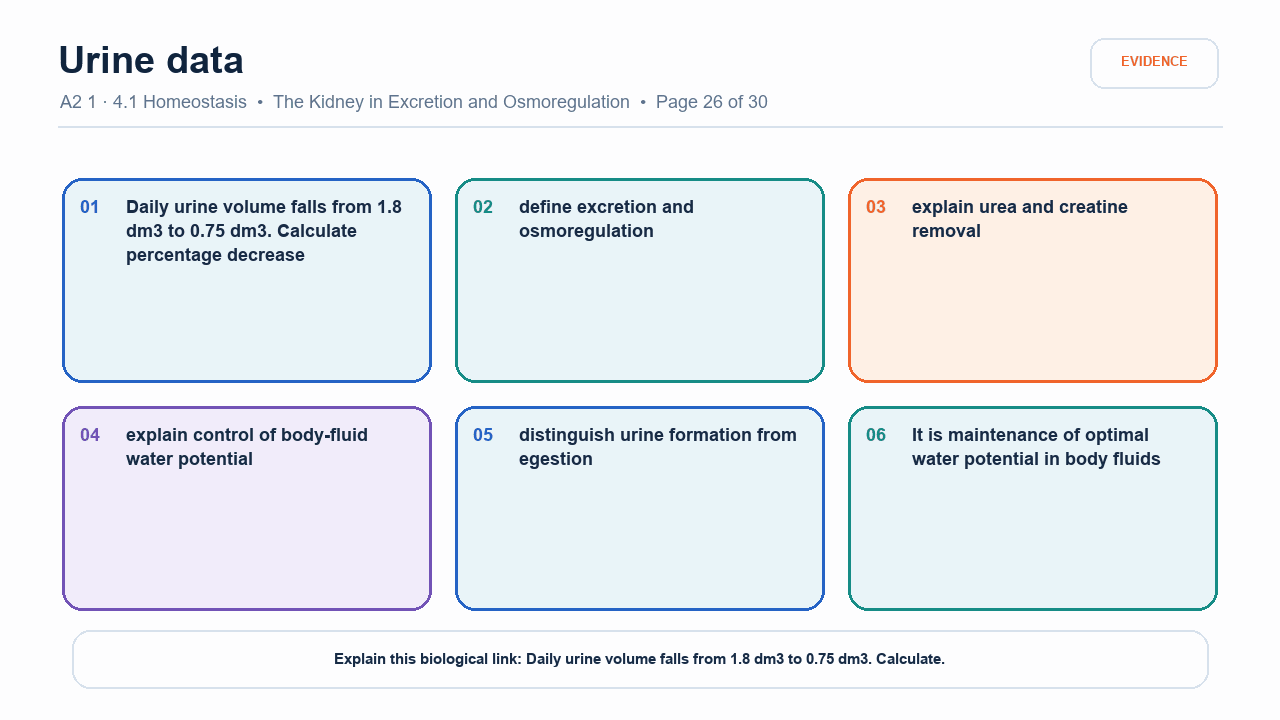 Urine data
EVIDENCE
A2 1 · 4.1 Homeostasis • The Kidney in Excretion and Osmoregulation • Page 26 of 30
01 Daily urine volume falls from 1.8
dm3 to 0.75 dm3. Calculate
percentage decrease
02 define excretion and
osmoregulation
03 explain urea and creatine
removal
04 explain control of body-fluid
water potential
05 distinguish urine formation from
egestion
06 It is maintenance of optimal
water potential in body fluids
Explain this biological link: Daily urine volume falls from 1.8 dm3 to 0.75 dm3. Calculate.